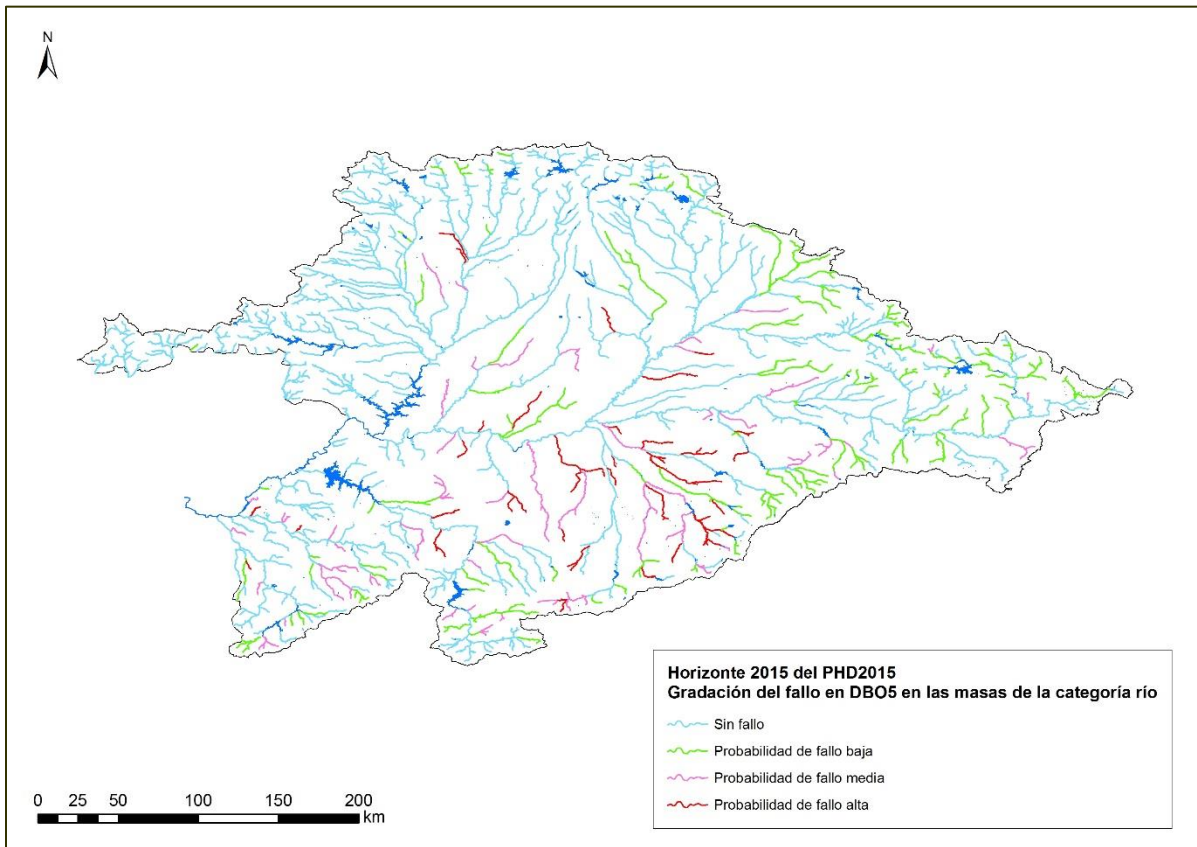 N
Horizonte 2015 del PHD2015
Gradación del fallo en DBO5 en las masas de la categoría río
Sin fallo
Probabilidad de fallo baja
Probabilidad de fallo media
Probabilidad de fallo alta
0 25 50 100 150 200
km